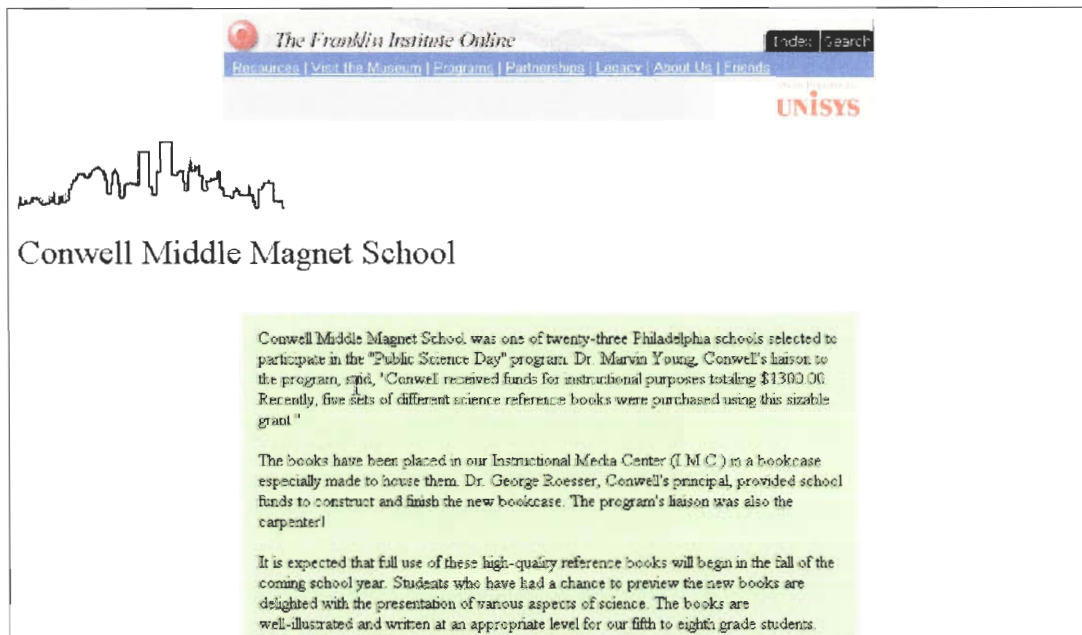 The Franklin Institute Online
Index Search
Resources | Visit the Museum | Programs | Partnerships | Legacy | About Us | Friends
UNISYS
Conwell Middle Magnet School
Conwell Middle Magnet School was one of twenty-three Philadelphia schools selected to
participate in the "Public Science Day" program. Dr. Marvin Young, Conwell's liaison to
the program, said, "Conwell received funds for instructional purposes totaling $1300.00.
Recently, five sets of different science reference books were purchased using this sizable
grant."
The books have been placed in our Instructional Media Center (I.M.C.) in a bookcase
especially made to house them. Dr. George Roesser, Conwell's principal, provided school
funds to construct and finish the new bookcase. The program's liaison was also the
carpenter!
It is expected that full use of these high-quality reference books will begin in the fall of the
coming school year. Students who have had a chance to preview the new books are
delighted with the presentation of various aspects of science. The books are
well-illustrated and written at an appropriate level for our fifth to eighth grade students.